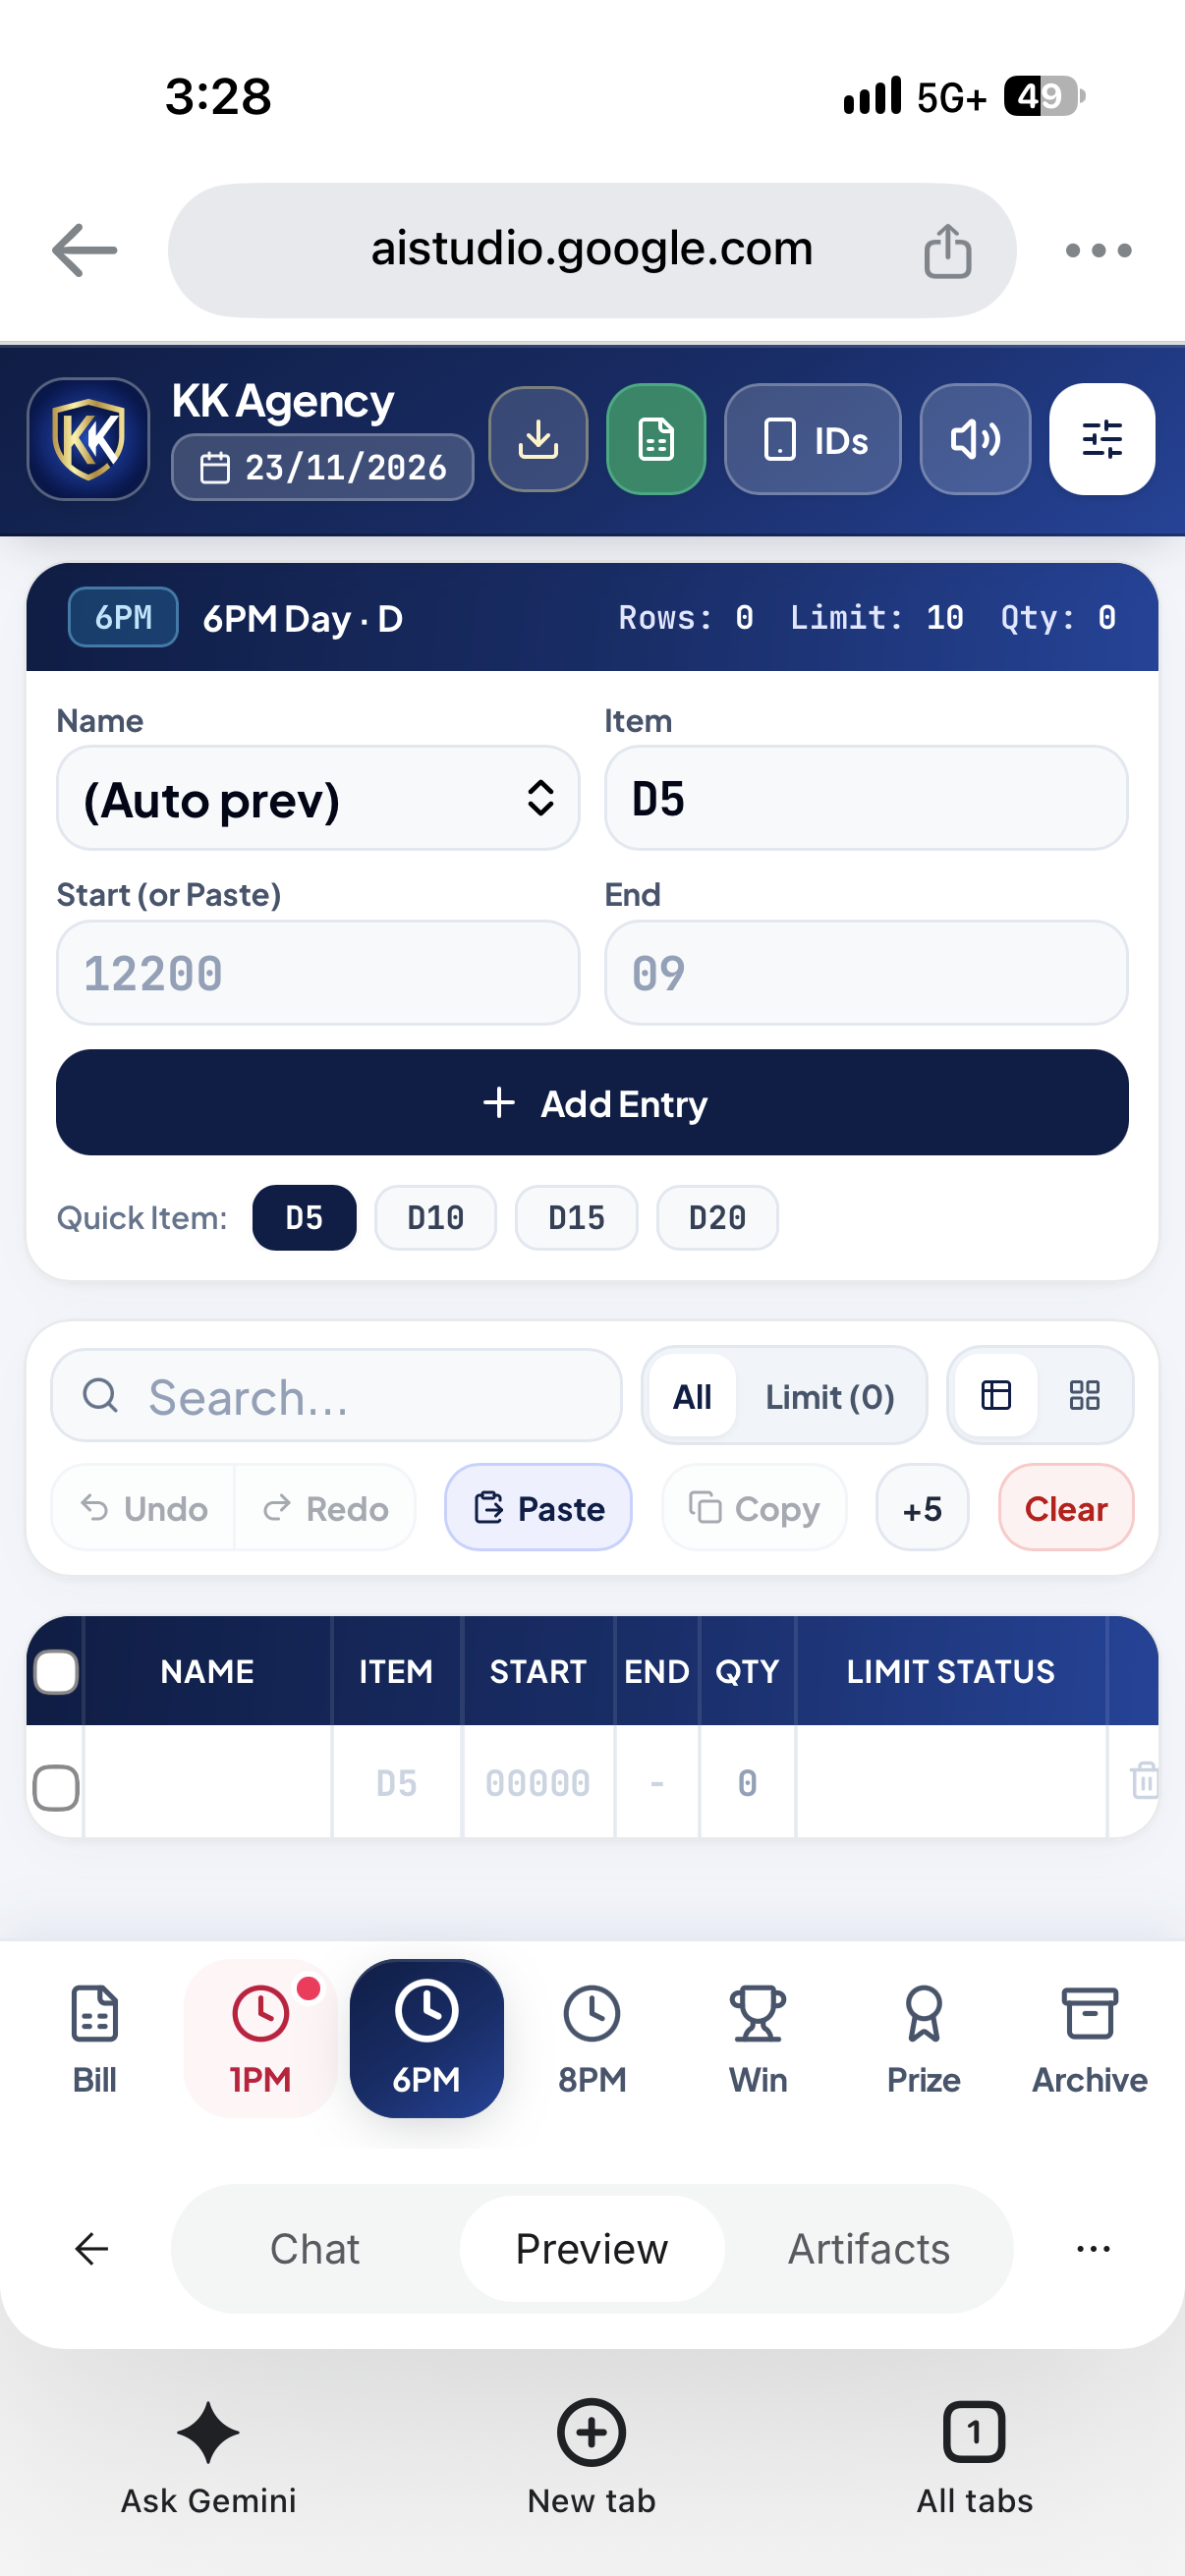 3:28 5G+ 49
aistudio.google.com
KK KK Agency
23/11/2026 IDs
6PM 6PM Day · D Rows: 0 Limit: 10 Qty: 0
Name Item
(Auto prev) D5
Start (or Paste) End
12200 09
+ Add Entry
Quick Item: D5 D10 D15 D20
Search... All Limit (0)
Undo Redo Paste Copy +5 Clear
NAME ITEM START END QTY LIMIT STATUS
D5 00000 - 0
Bill 1PM 6PM 8PM Win Prize Archive
Chat Preview Artifacts
1
Ask Gemini New tab All tabs